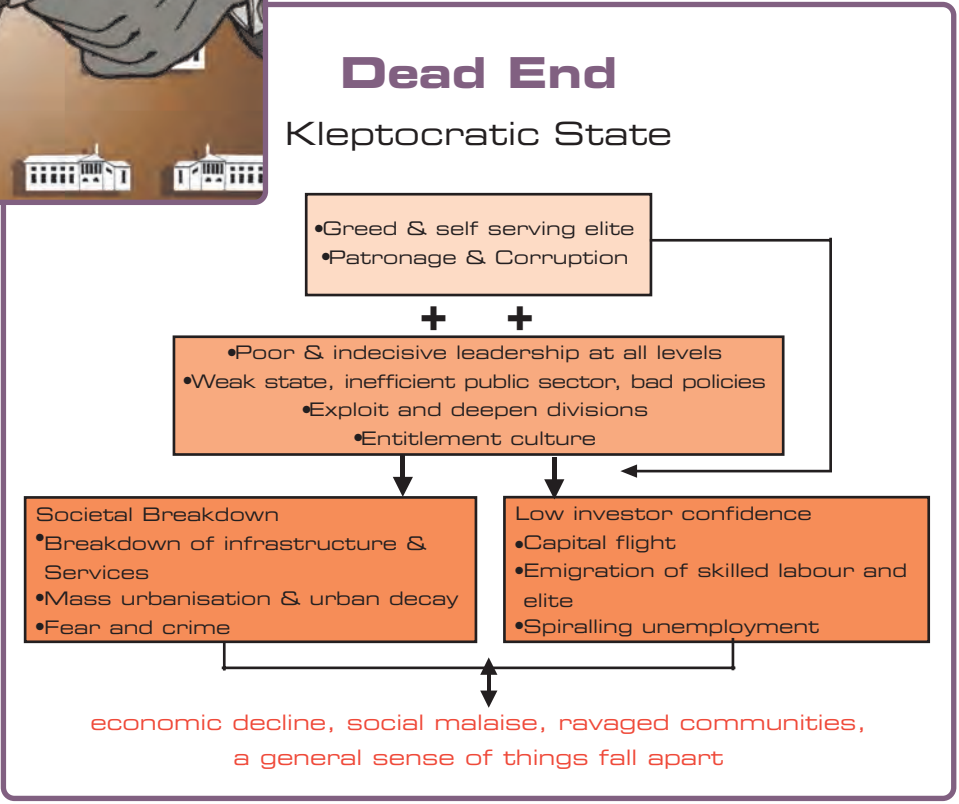 Dead End
Kleptocratic State
•Greed & self serving elite
•Patronage & Corruption
+ +
•Poor & indecisive leadership at all levels
•Weak state, inefficient public sector, bad policies
•Exploit and deepen divisions
•Entitlement culture
Societal Breakdown
•Breakdown of infrastructure &
Services
•Mass urbanisation & urban decay
•Fear and crime
Low investor confidence
•Capital flight
•Emigration of skilled labour and
elite
•Spiralling unemployment
economic decline, social malaise, ravaged communities,
a general sense of things fall apart